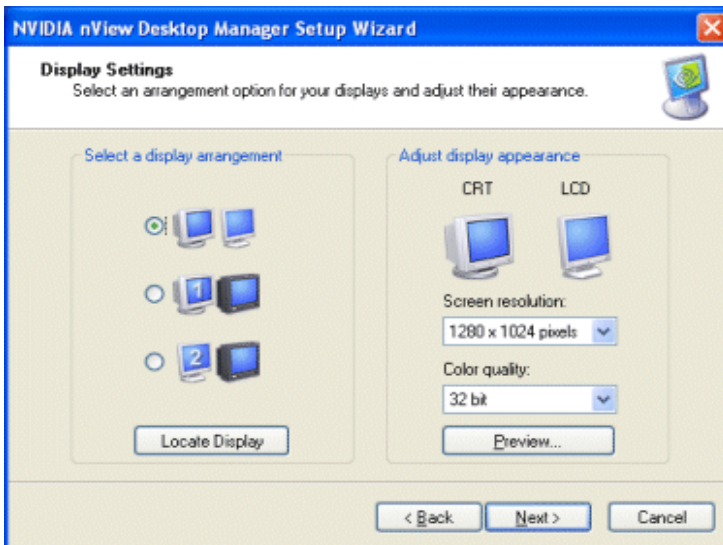 NVIDIA nView Desktop Manager Setup Wizard
Display Settings
Select an arrangement option for your displays and adjust their appearance.
Select a display arrangement
1
2
Locate Display
Adjust display appearance
CRT LCD
Screen resolution:
1280 x 1024 pixels
Color quality:
32 bit
Preview...
< Back Next > Cancel